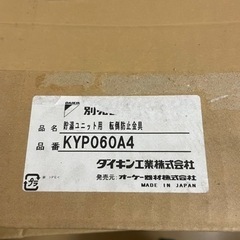 DAIKIN
別売品
品名 貯湯ユニット用 転倒防止金具
品番 KYP060A4
ダイキン工業株式会社
発売元 オーケー器材株式会社
MADE IN JAPAN